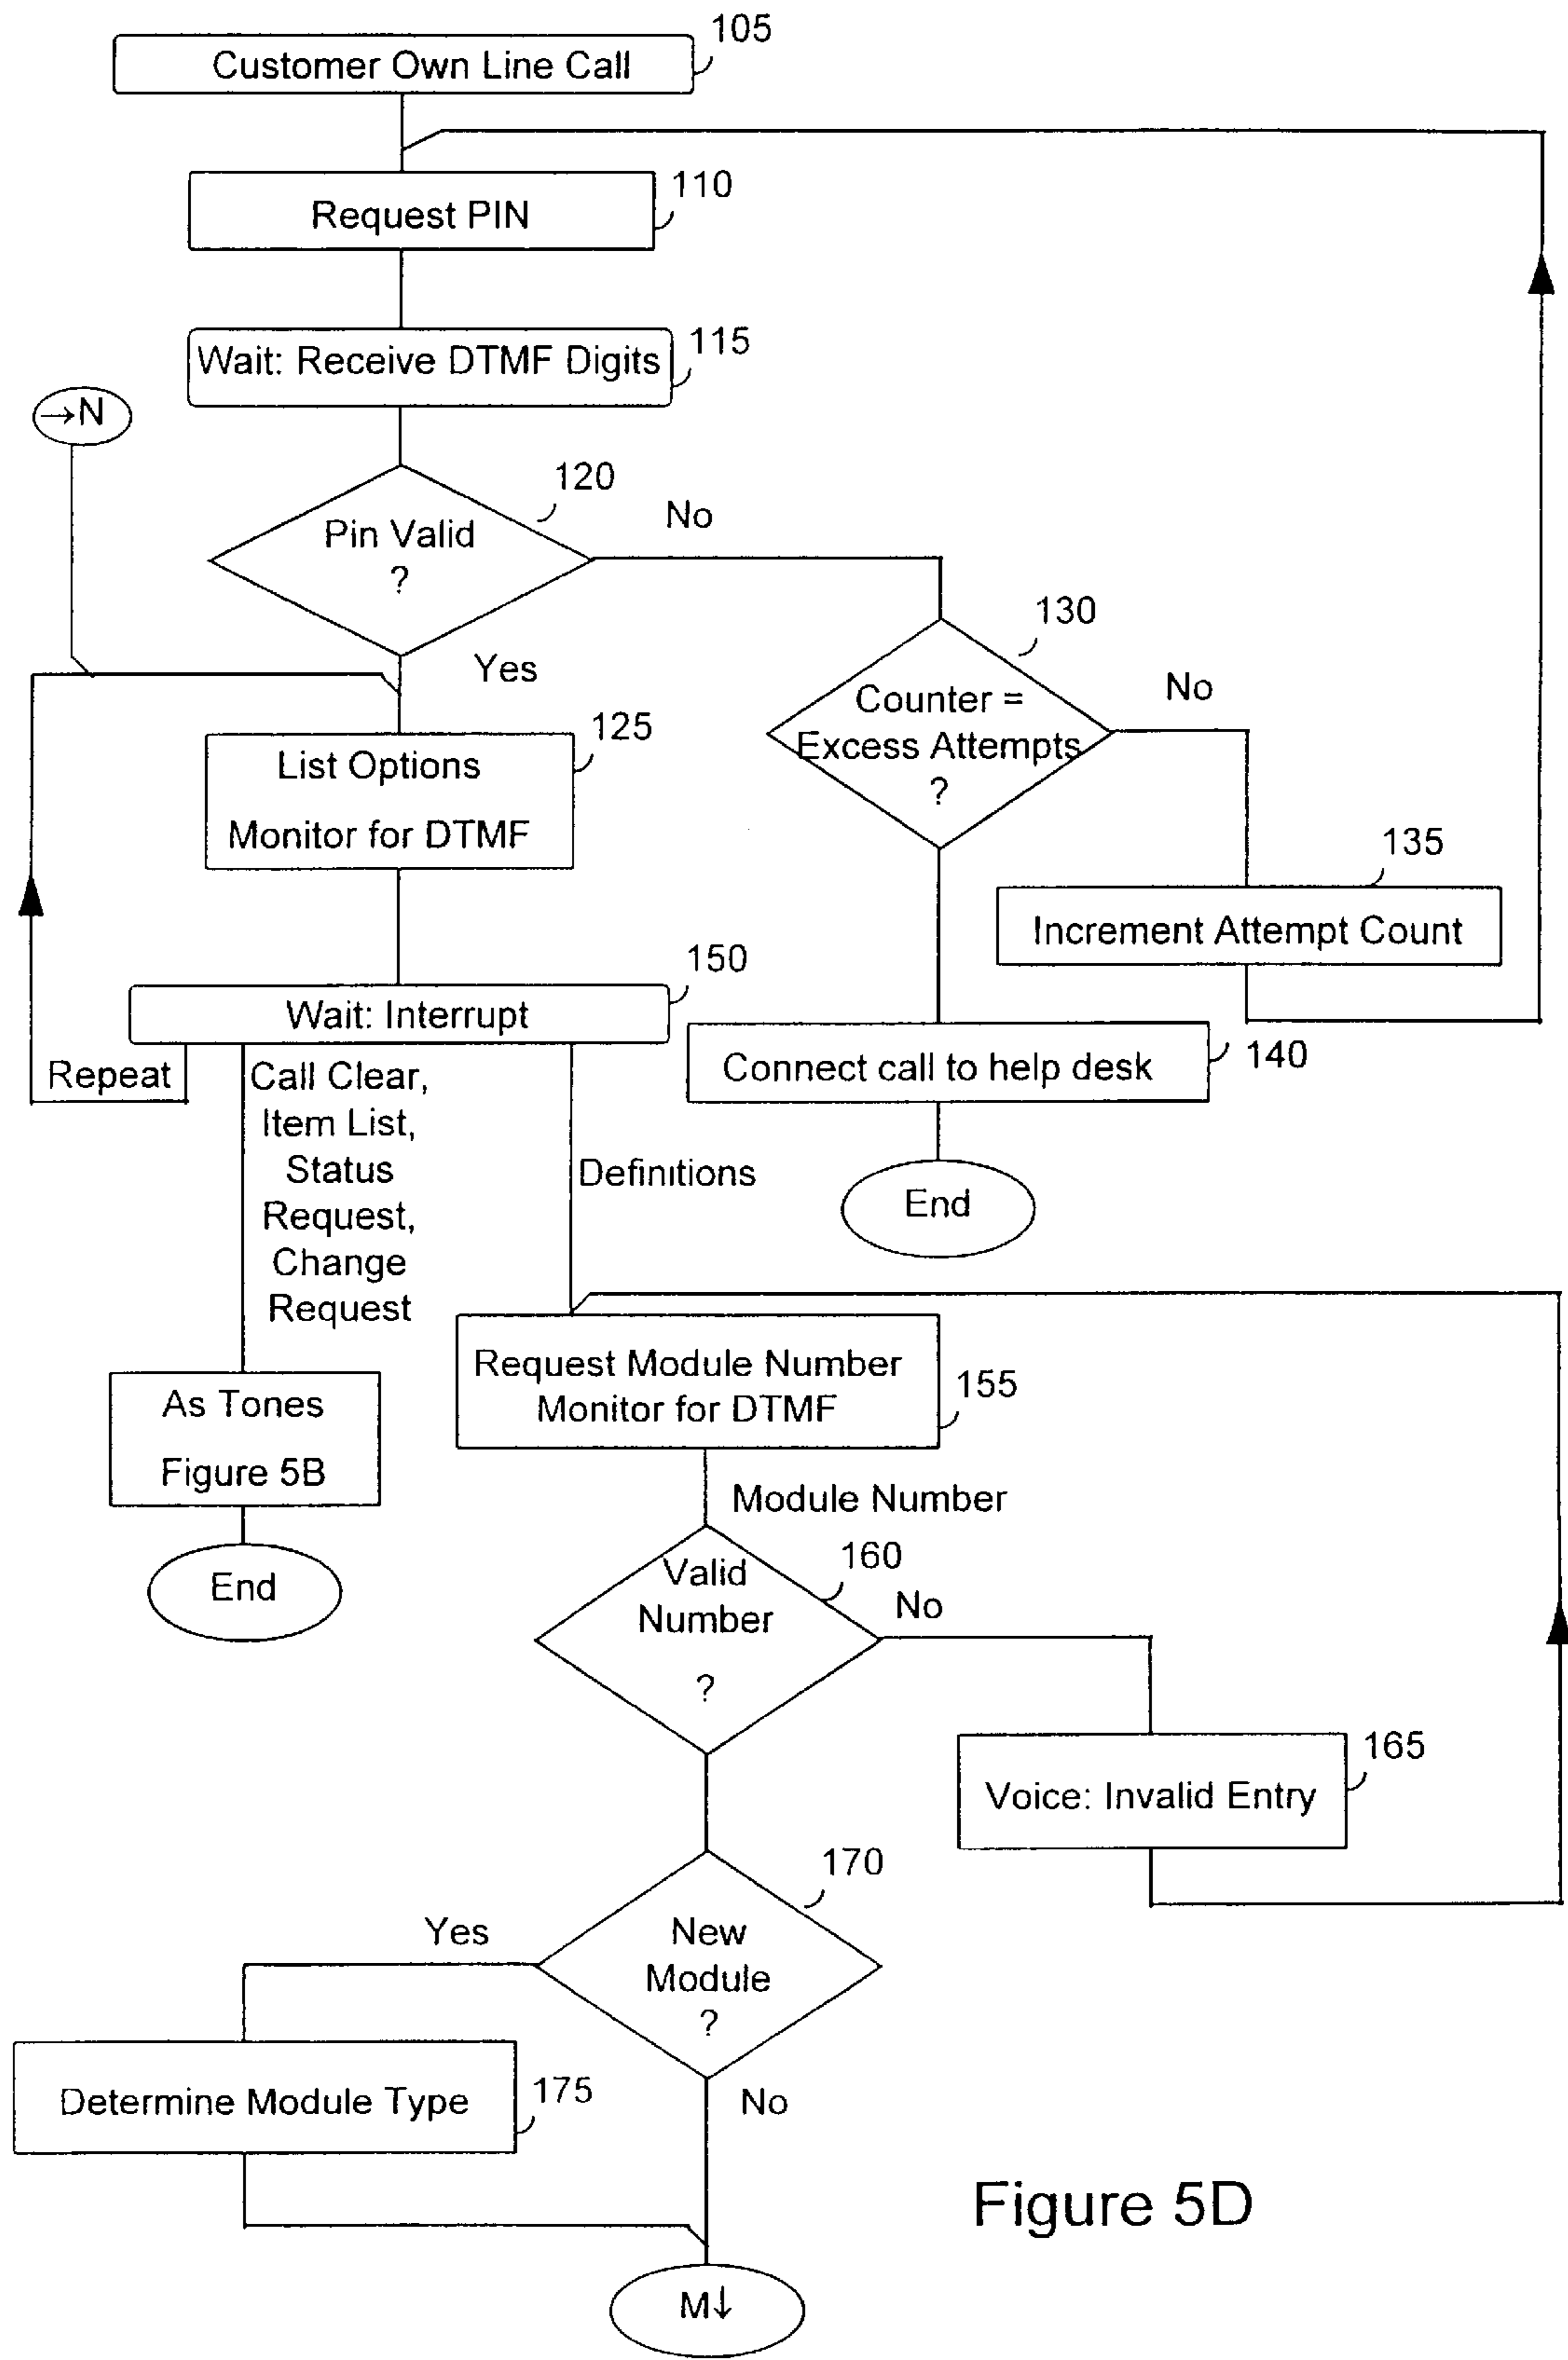 105
Customer Own Line Call
110
Request PIN
115
Wait: Receive DTMF Digits
→N
120
Pin Valid
?
No
Yes
130
Counter =
Excess Attempts
?
No
125
List Options
Monitor for DTMF
135
Increment Attempt Count
150
Wait: Interrupt
140
Connect call to help desk
End
Repeat
Call Clear,
Item List,
Status
Request,
Change
Request
Definitions
As Tones
Figure 5B
End
Request Module Number
Monitor for DTMF
155
Module Number
160
Valid
Number
?
No
165
Voice: Invalid Entry
170
New
Module
?
Yes
No
Determine Module Type
175
M↓
Figure 5D